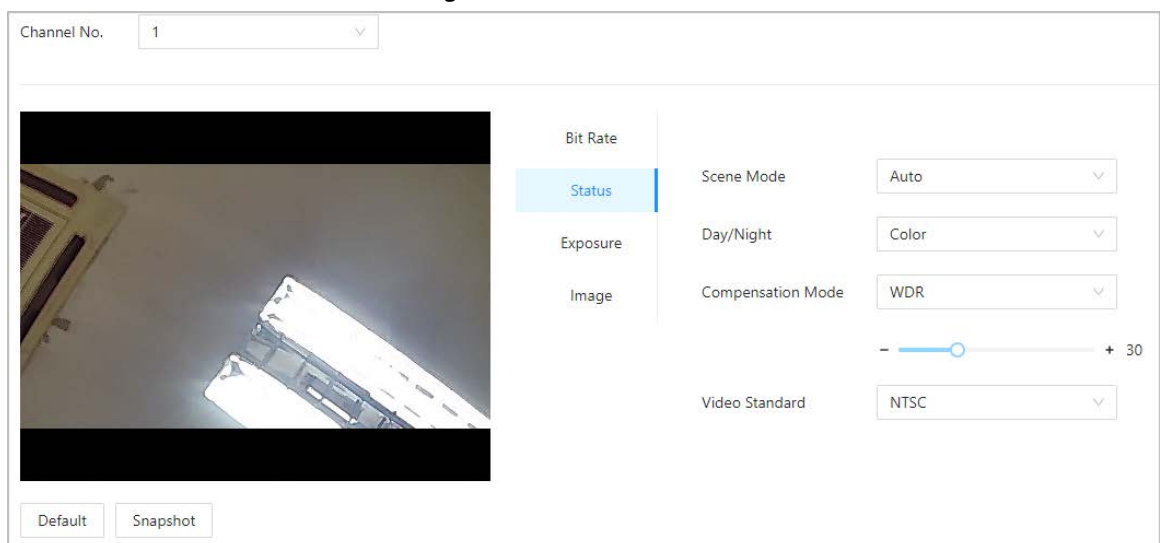 Channel No. 1
Bit Rate
Status
Exposure
Image
Scene Mode Auto
Day/Night Color
Compensation Mode WDR
- + 30
Video Standard NTSC
Default Snapshot